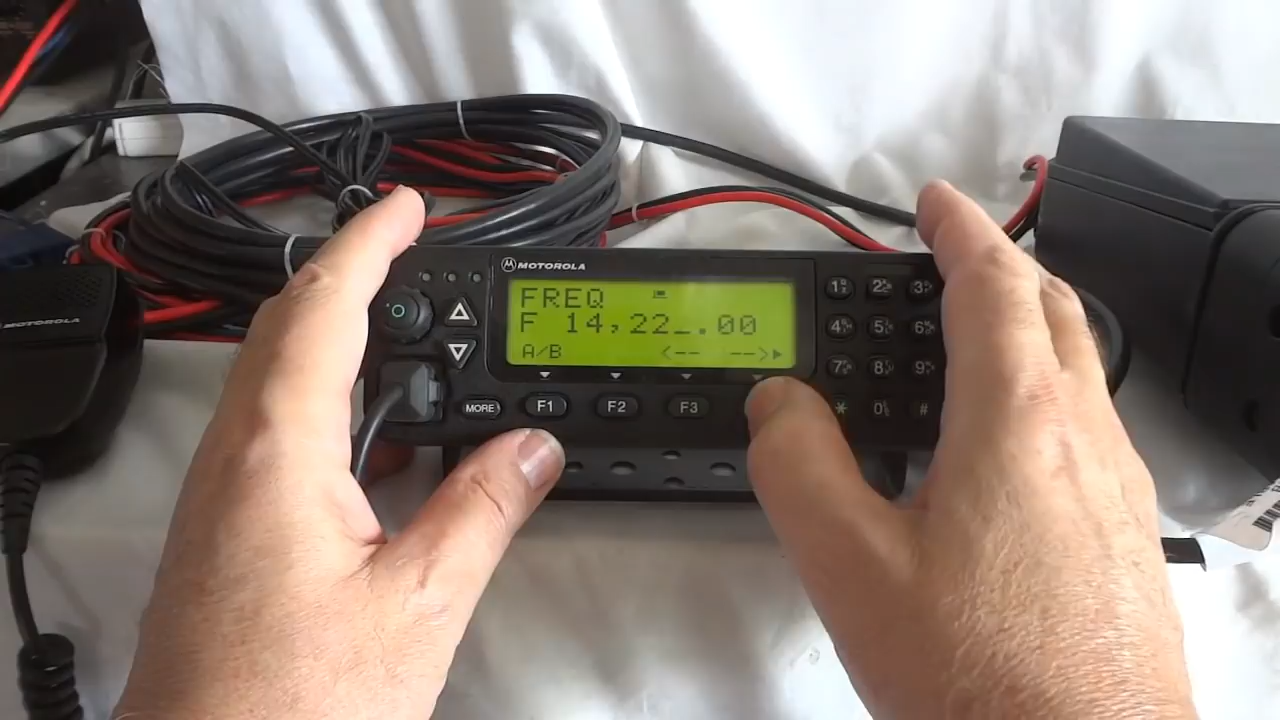 MOTOROLA
FREQ
F 14,22_.00
A/B <-- -->
MORE F1 F2 F3
1 2 3
4 5 6
7 8 9
* 0 #
MOTOROLA